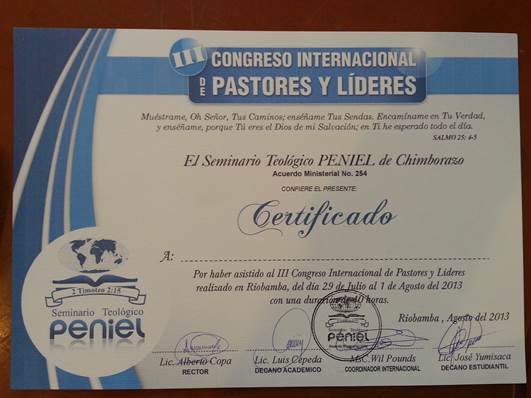 III CONGRESO INTERNACIONAL
DE PASTORES Y LÍDERES
Muéstrame, Oh Señor, Tus Caminos; enséñame Tus Sendas. Encamíname en Tu Verdad,
y enséñame, porque Tú eres el Dios de mi Salvación; en Ti he esperado todo el día.
SALMO 25: 4-5
El Seminario Teológico PENIEL de Chimborazo
Acuerdo Ministerial No. 254
CONFIERE EL PRESENTE:
Certificado
A:
Por haber asistido al III Congreso Internacional de Pastores y Líderes
realizado en Riobamba, del día 29 de Julio al 1 de Agosto del 2013
con una duración de 40 horas.
Riobamba, Agosto del 2013
2 Timoteo 2:15
Seminario Teológico
peniel
Lic. Alberto Copa
RECTOR
Lic. Luis Cepeda
DECANO ACADEMICO
M.C. Wil Pounds
COORDINADOR INTERNACIONAL
Lic. José Yumisaca
DECANO ESTUDIANTIL